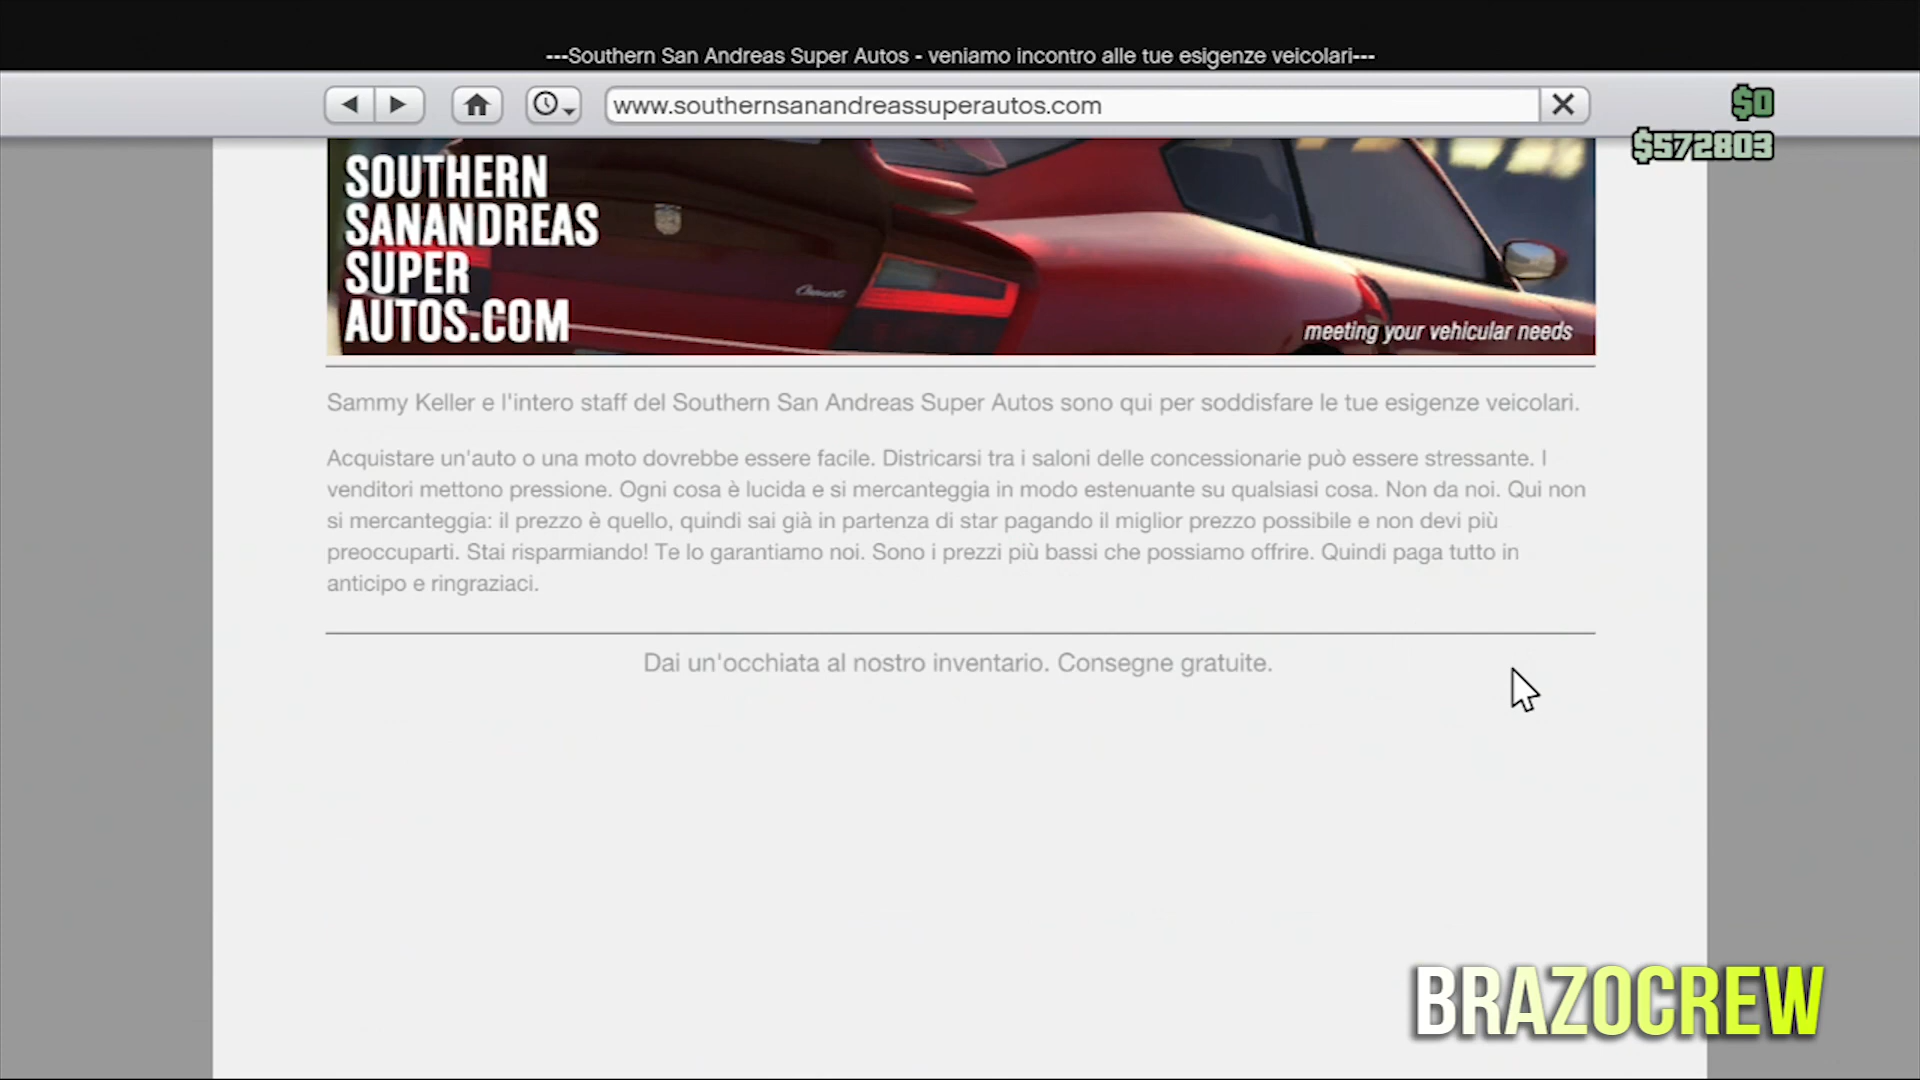 ---Southern San Andreas Super Autos - veniamo incontro alle tue esigenze veicolari---
www.southernsanandreassuperautos.com
$0
$572803
SOUTHERN
SANANDREAS
SUPER
AUTOS.COM
meeting your vehicular needs
Sammy Keller e l'intero staff del Southern San Andreas Super Autos sono qui per soddisfare le tue esigenze veicolari.
Acquistare un'auto o una moto dovrebbe essere facile. Districarsi tra i saloni delle concessionarie può essere stressante. I
venditori mettono pressione. Ogni cosa è lucida e si mercanteggia in modo estenuante su qualsiasi cosa. Non da noi. Qui non
si mercanteggia: il prezzo è quello, quindi sai già in partenza di star pagando il miglior prezzo possibile e non devi più
preoccuparti. Stai risparmiando! Te lo garantiamo noi. Sono i prezzi più bassi che possiamo offrire. Quindi paga tutto in
anticipo e ringraziaci.
Dai un'occhiata al nostro inventario. Consegne gratuite.
BRAZOCREW